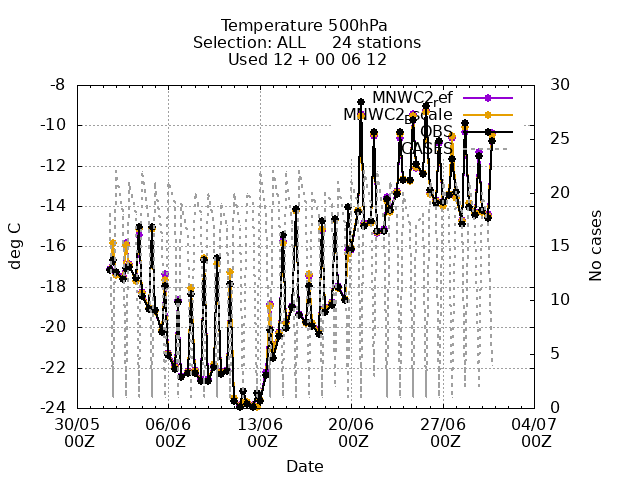 Temperature 500hPa
Selection: ALL 24 stations
Used 12 + 00 06 12
-8
-10
-12
-14
-16
-18
-20
-22
-24
30
25
20
15
10
5
0
MNWC2_ref
OBS
CASES
deg C
No cases
30/05 06/06 13/06 20/06 27/06 04/07
00Z 00Z 00Z 00Z 00Z 00Z
Date